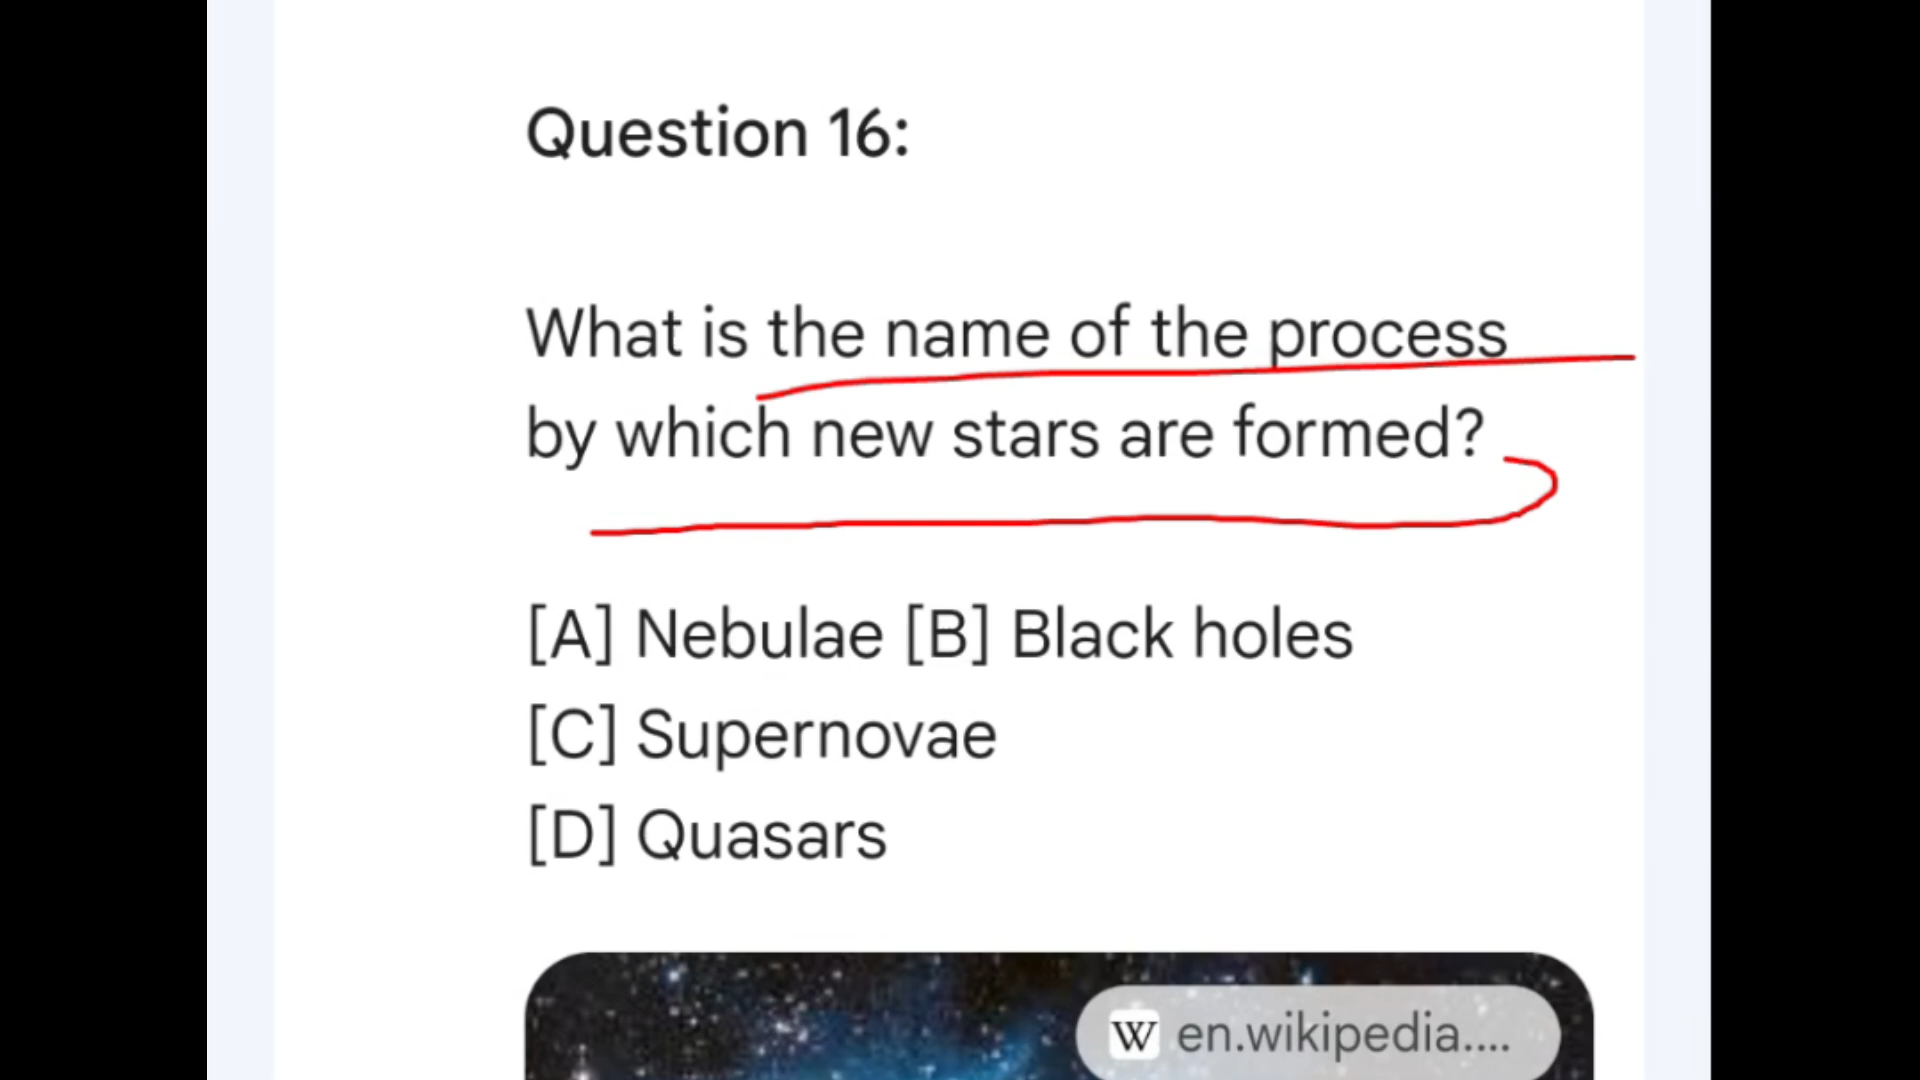 Question 16:
What is the name of the process
by which new stars are formed?
[A] Nebulae [B] Black holes
[C] Supernovae
[D] Quasars
W en.wikipedia....